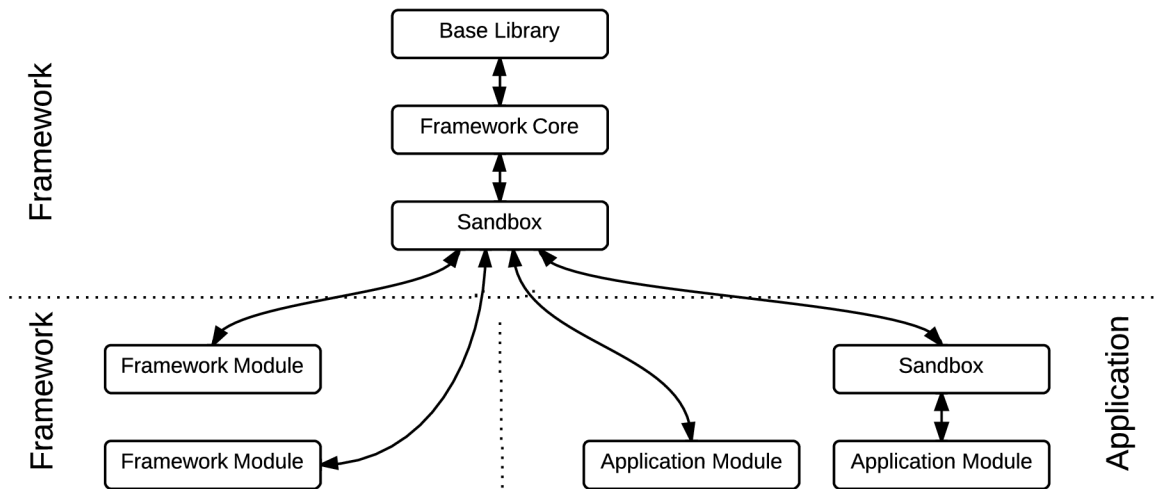 Base Library
Framework
Framework Core
Sandbox
Framework
Framework Module
Sandbox
Application
Framework Module
Application Module
Application Module